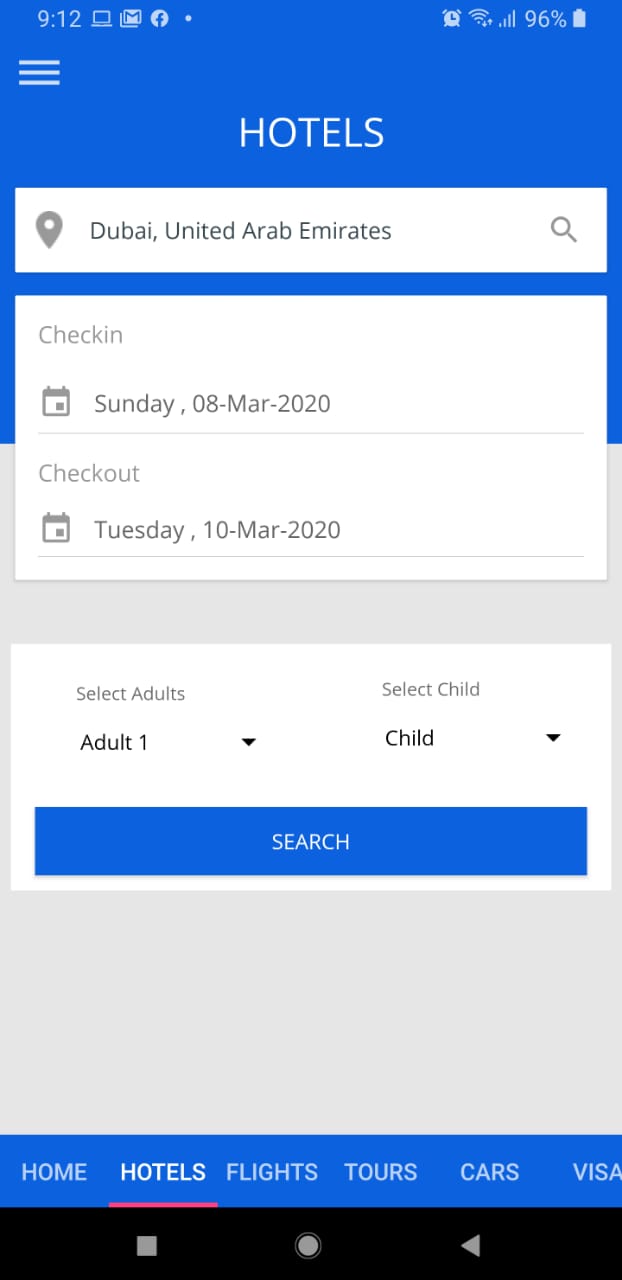 9:12 96%
HOTELS
Dubai, United Arab Emirates
Checkin
Sunday , 08-Mar-2020
Checkout
Tuesday , 10-Mar-2020
Select Adults Select Child
Adult 1 Child
SEARCH
HOME HOTELS FLIGHTS TOURS CARS VISA